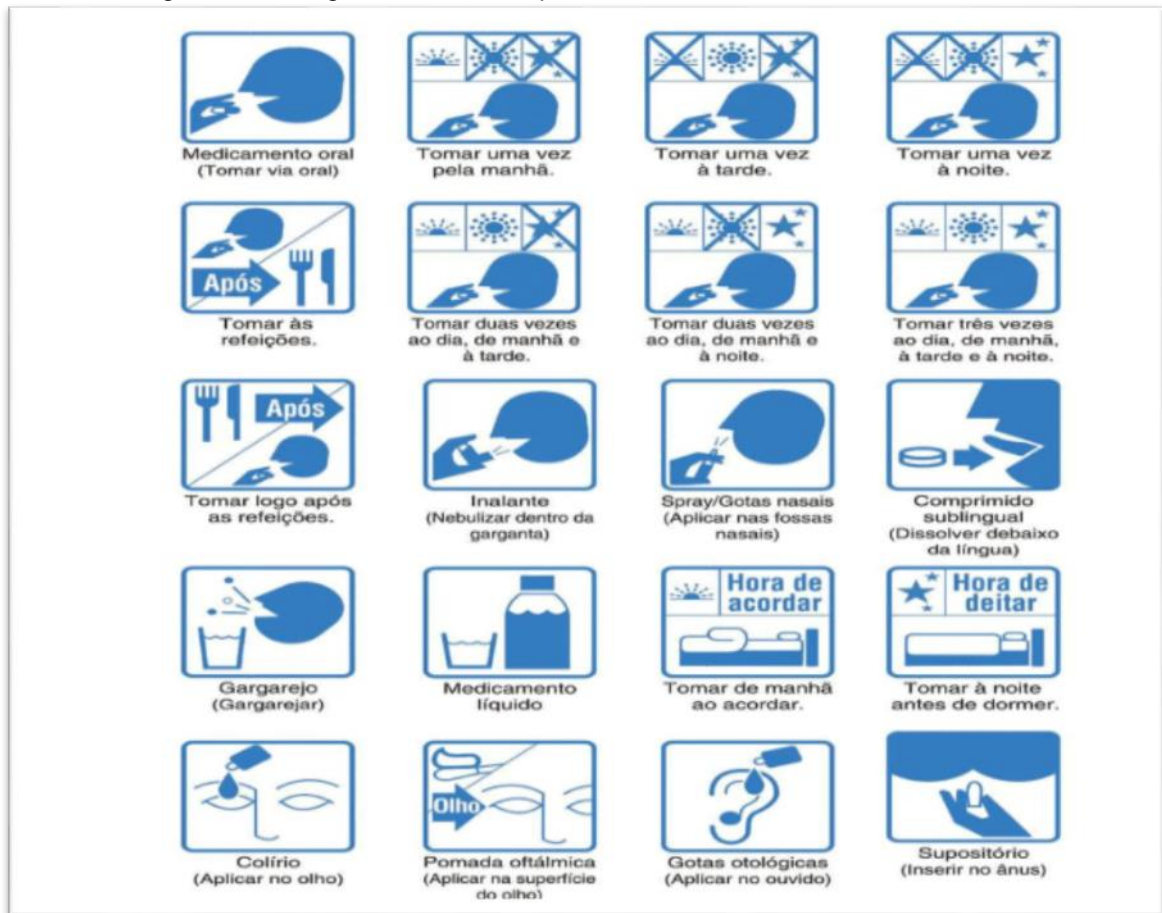 Medicamento oral
(Tomar via oral)
Tomar uma vez
pela manhã.
Tomar uma vez
à tarde.
Tomar uma vez
à noite.
Após
Tomar às
refeições.
Tomar duas vezes
ao dia, de manhã e
à tarde.
Tomar duas vezes
ao dia, de manhã e
à noite.
Tomar três vezes
ao dia, de manhã,
à tarde e à noite.
Após
Tomar logo após
as refeições.
Inalante
(Nebulizar dentro da
garganta)
Spray/Gotas nasais
(Aplicar nas fossas
nasais)
Comprimido
sublingual
(Dissolver debaixo
da língua)
Gargarejo
(Gargarejar)
Medicamento
líquido
Hora de
acordar
Tomar de manhã
ao acordar.
Hora de
deitar
Tomar à noite
antes de dormer.
Colírio
(Aplicar no olho)
Olho
Pomada oftálmica
(Aplicar na superfície
do olho)
Gotas otológicas
(Aplicar no ouvido)
Supositório
(Inserir no ânus)